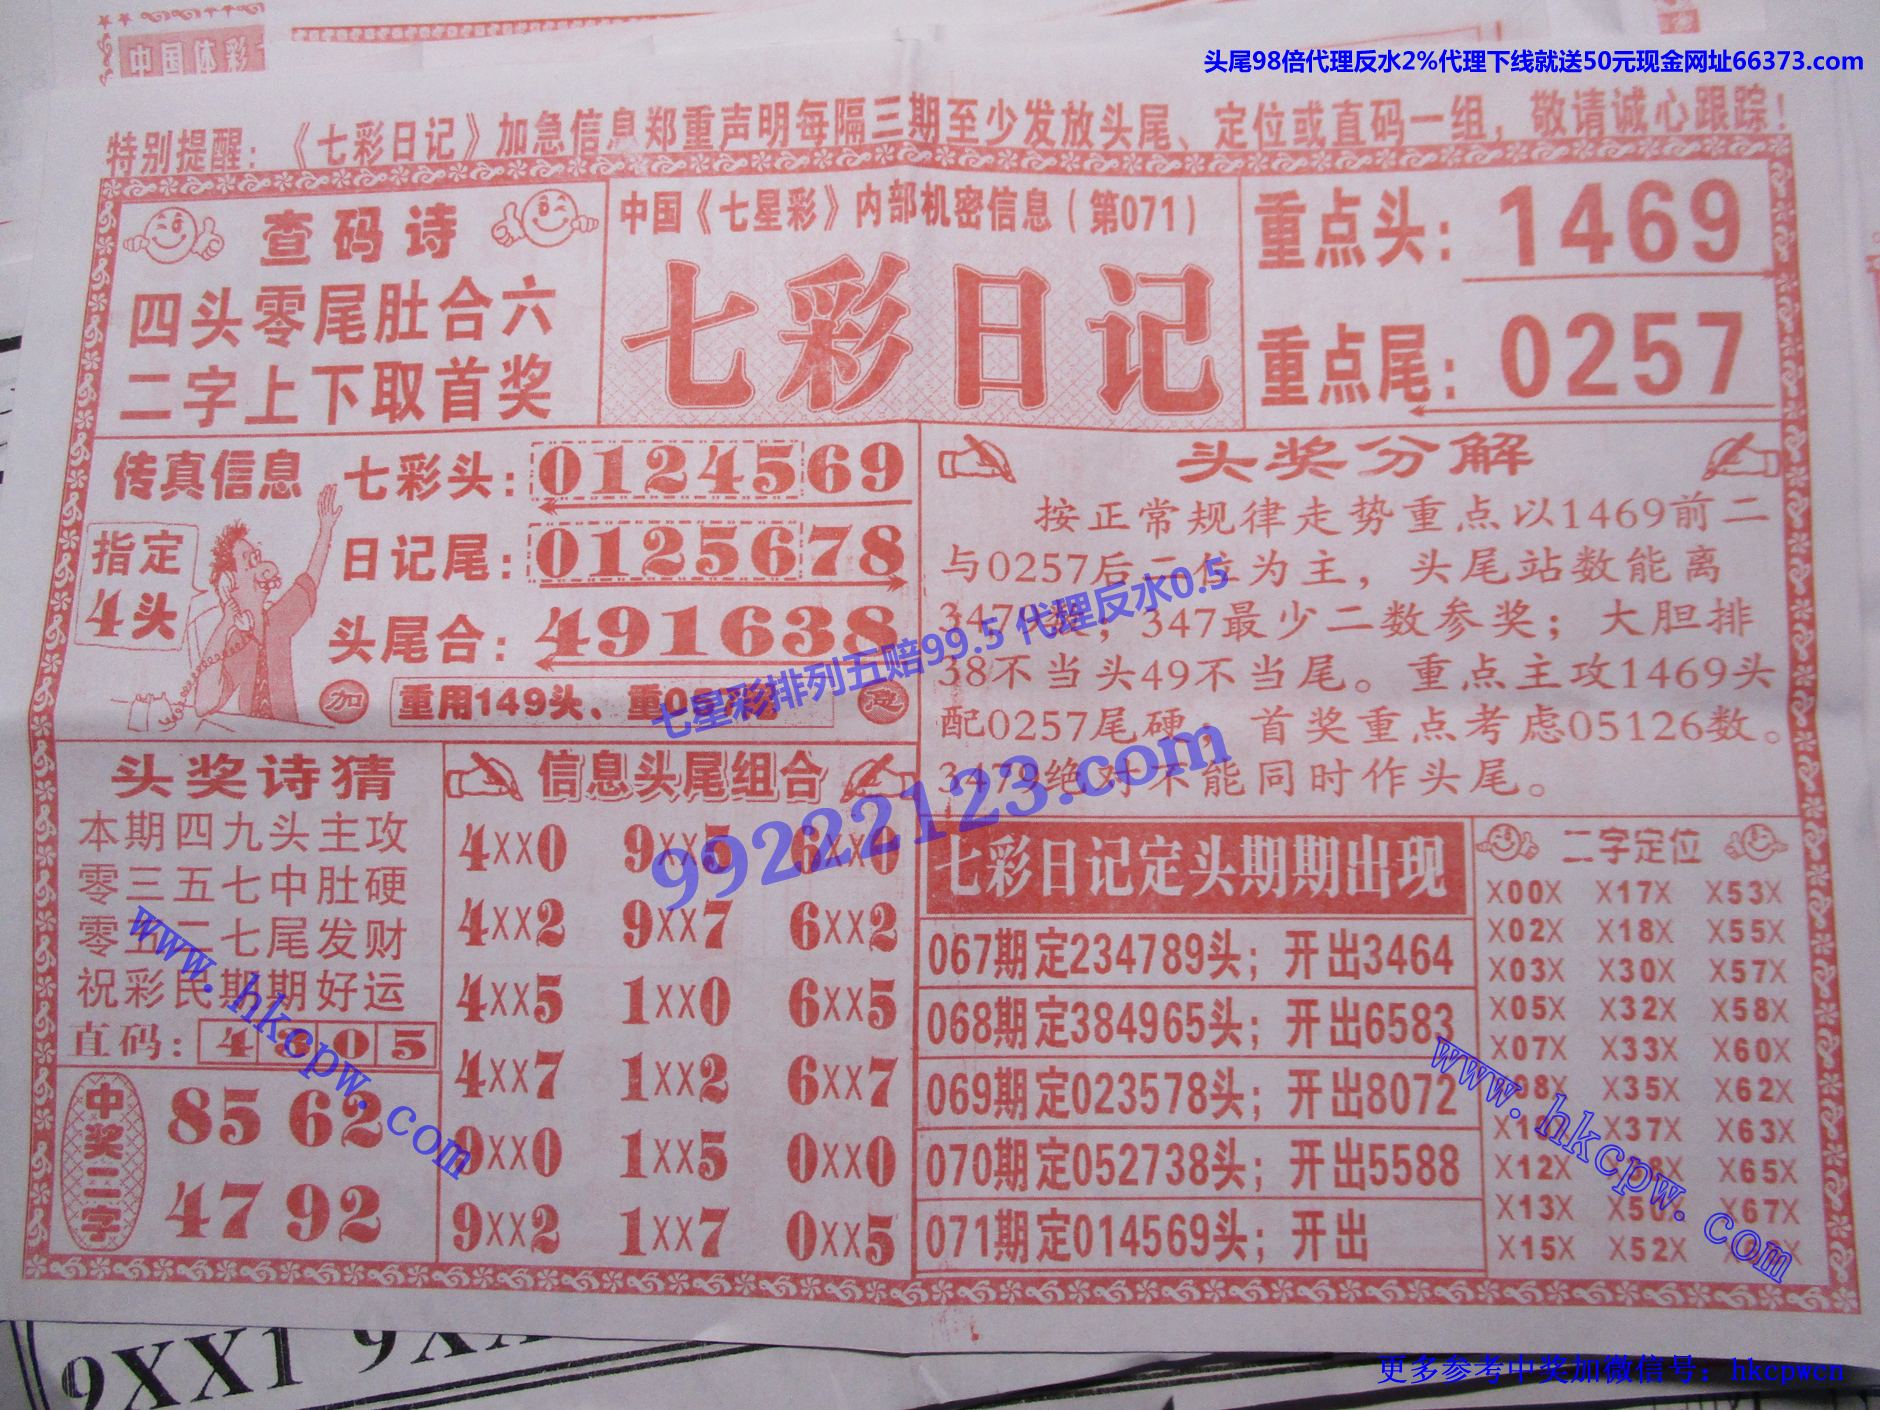 中国体彩
头尾98倍代理反水2%代理下线就送50元现金网址66373.com
特别提醒：《七彩日记》加急信息郑重声明每隔三期至少发放头尾、定位或直码一组，敬请诚心跟踪！
查码诗
四头零尾肚合六
二字上下取首奖
中国《七星彩》内部机密信息（第071）
七彩日记
重点头：1469
重点尾：0257
传真信息
指定
4头
七彩头：0124569
日记尾：0125678
头尾合：491638
加
重用149头、重
急
头奖分解
按正常规律走势重点以1469前二
与0257后二位为主，头尾站数能离
3479数，347最少二数参奖；大胆排
38不当头49不当尾。重点主攻1469头
配0257尾硬，首奖重点考虑05126数。
3479绝对不能同时作头尾。
七星彩排列五赔99.5 代理反水0.5
99222123.com
头奖诗猜
本期四九头主攻
零三五七中肚硬
零五二七尾发财
祝彩民期期好运
直码：4305
中奖二字
85 62
47 92
信息头尾组合
4XX0 9XX5 6XX0
4XX2 9XX7 6XX2
4XX5 1XX0 6XX5
4XX7 1XX2 6XX7
9XX0 1XX5 0XX0
9XX2 1XX7 0XX5
七彩日记定头期期出现
067期定234789头；开出3464
068期定384965头；开出6583
069期定023578头；开出8072
070期定052738头；开出5588
071期定014569头；开出
二字定位
X00X X17X X53X
X02X X18X X55X
X03X X30X X57X
X05X X32X X58X
X07X X33X X60X
X08X X35X X62X
X37X X63X
X12X X65X
X13X X50X X67X
X15X X52X
www.hkcpw.com
www.hkcpw.com
9XX1 9X
更多参考中奖加微信号：hkcpwcn